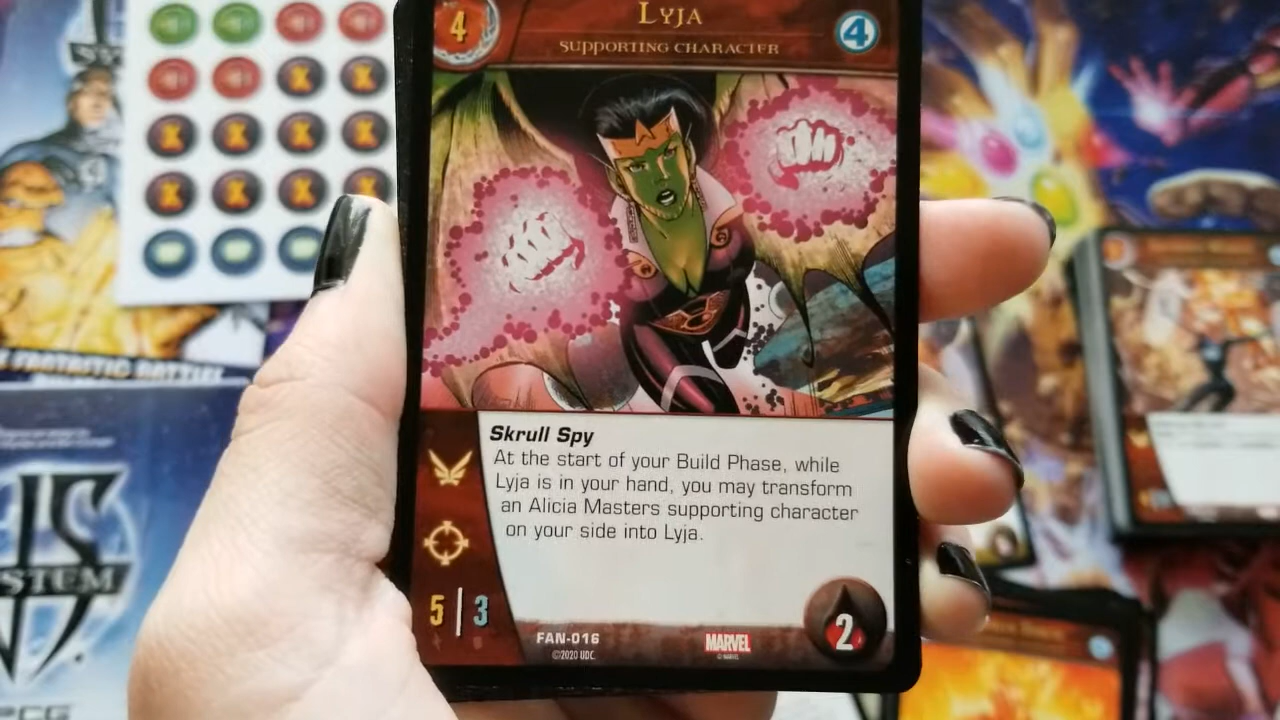 4
LYJA
4
SUPPORTING CHARACTER
4
Skrull Spy
At the start of your Build Phase, while
Lyja is in your hand, you may transform
an Alicia Masters supporting character
on your side into Lyja.
5 | 3
2
FAN-016
MARVEL
©2020 UDC.
FANTASTIC BATTLE!
STEM
PCG